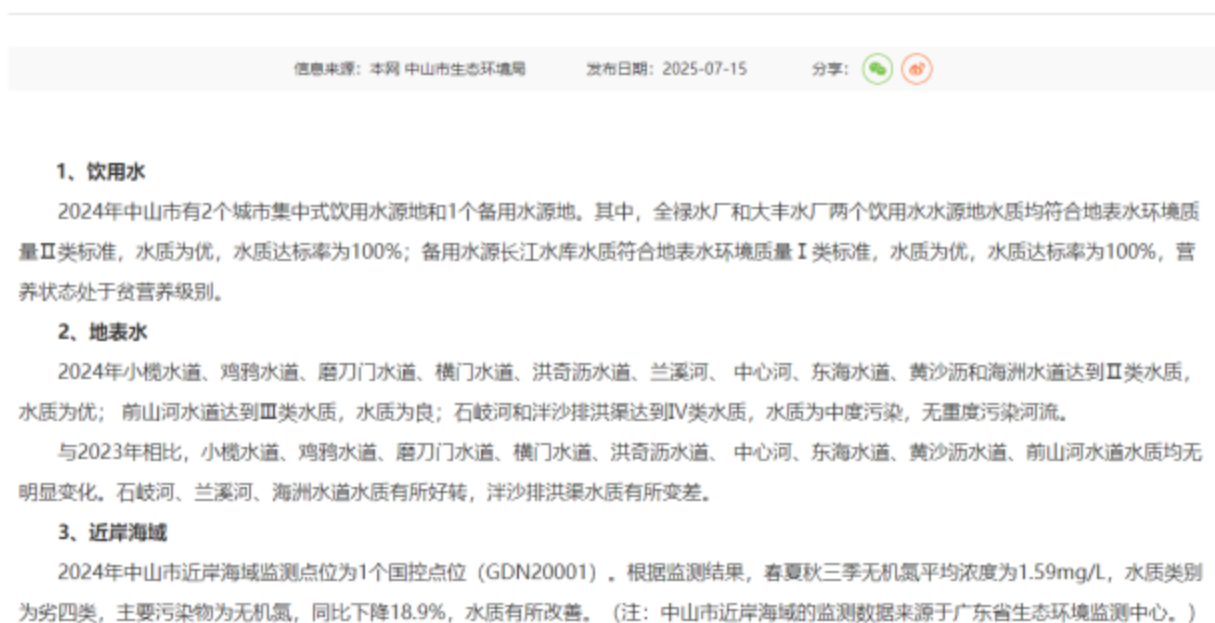 信息来源：本网 中山市生态环境局 发布日期：2025-07-15 分享：
1、饮用水
2024年中山市有2个城市集中式饮用水源地和1个备用水源地。其中，全禄水厂和大丰水厂两个饮用水水源地水质均符合地表水环境质
量Ⅱ类标准，水质为优，水质达标率为100%；备用水源长江水库水质符合地表水环境质量Ⅰ类标准，水质为优，水质达标率为100%，营
养状态处于贫营养级别。
2、地表水
2024年小榄水道、鸡鸦水道、磨刀门水道、横门水道、洪奇沥水道、兰溪河、 中心河、东海水道、黄沙沥和海洲水道达到Ⅱ类水质，
水质为优； 前山河水道达到Ⅲ类水质，水质为良；石岐河和泮沙排洪渠达到IV类水质，水质为中度污染，无重度污染河流。
与2023年相比，小榄水道、鸡鸦水道、磨刀门水道、横门水道、洪奇沥水道、 中心河、东海水道、黄沙沥水道、前山河水道水质均无
明显变化。石岐河、兰溪河、海洲水道水质有所好转，泮沙排洪渠水质有所变差。
3、近岸海域
2024年中山市近岸海域监测点位为1个国控点位（GDN20001）。根据监测结果，春夏秋三季无机氮平均浓度为1.59mg/L，水质类别
为劣四类，主要污染物为无机氮，同比下降18.9%，水质有所改善。（注：中山市近岸海域的监测数据来源于广东省生态环境监测中心。）